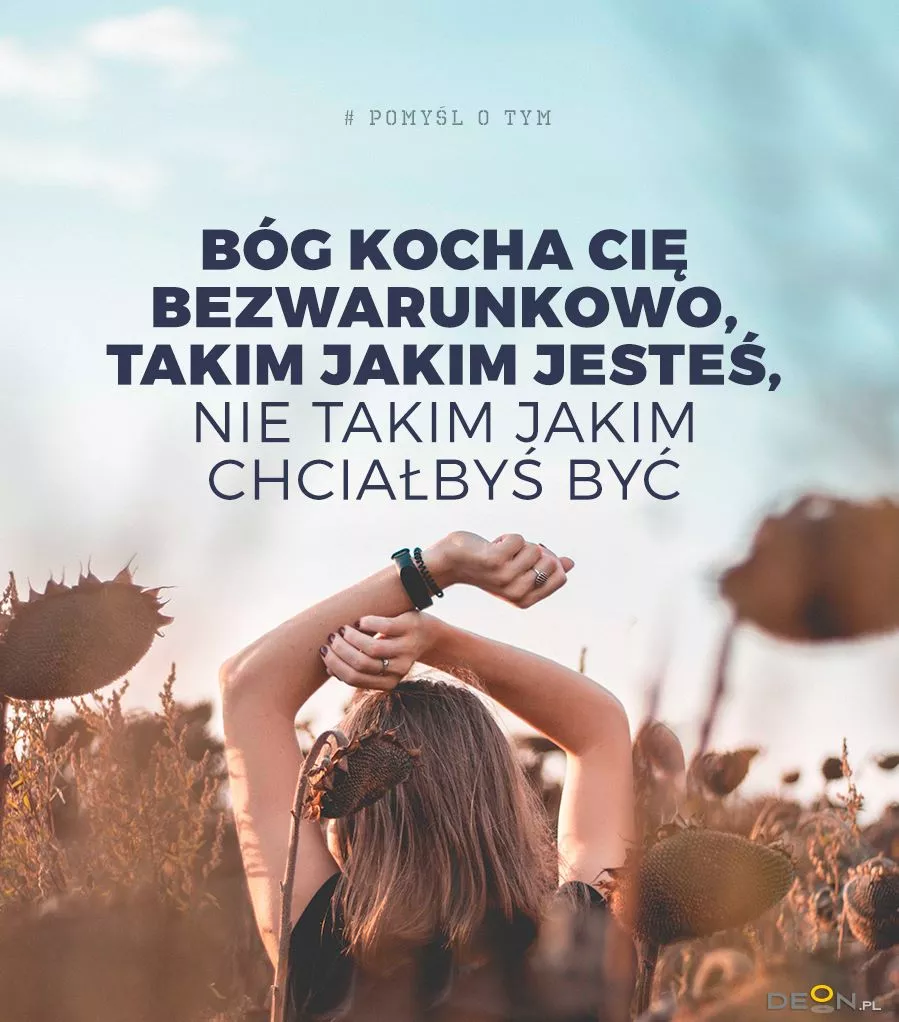 # POMYŚL O TYM
BÓG KOCHA CIĘ
BEZWARUNKOWO,
TAKIM JAKIM JESTEŚ,
NIE TAKIM JAKIM
CHCIAŁBYŚ BYĆ
DEON.PL